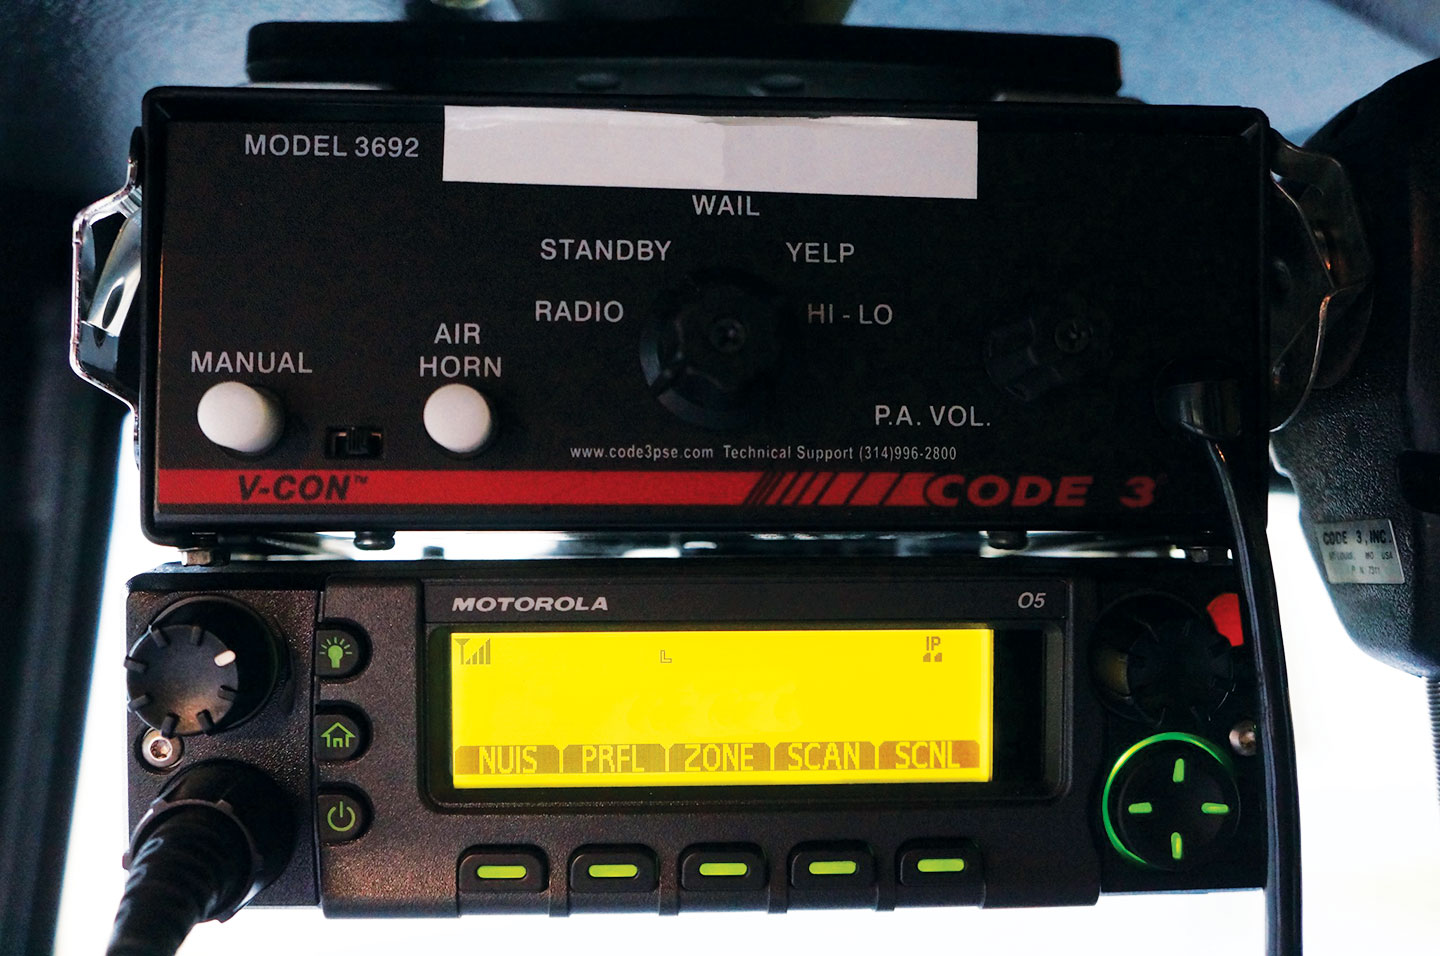 MODEL 3692
WAIL
STANDBY
YELP
RADIO
HI - LO
MANUAL
AIR
HORN
P.A. VOL.
www.code3pse.com Technical Support (314)996-2800
V-CON™
CODE 3
CODE 3, INC.
MOTOROLA
O5
IP
NUIS PRFL ZONE SCAN SCNL